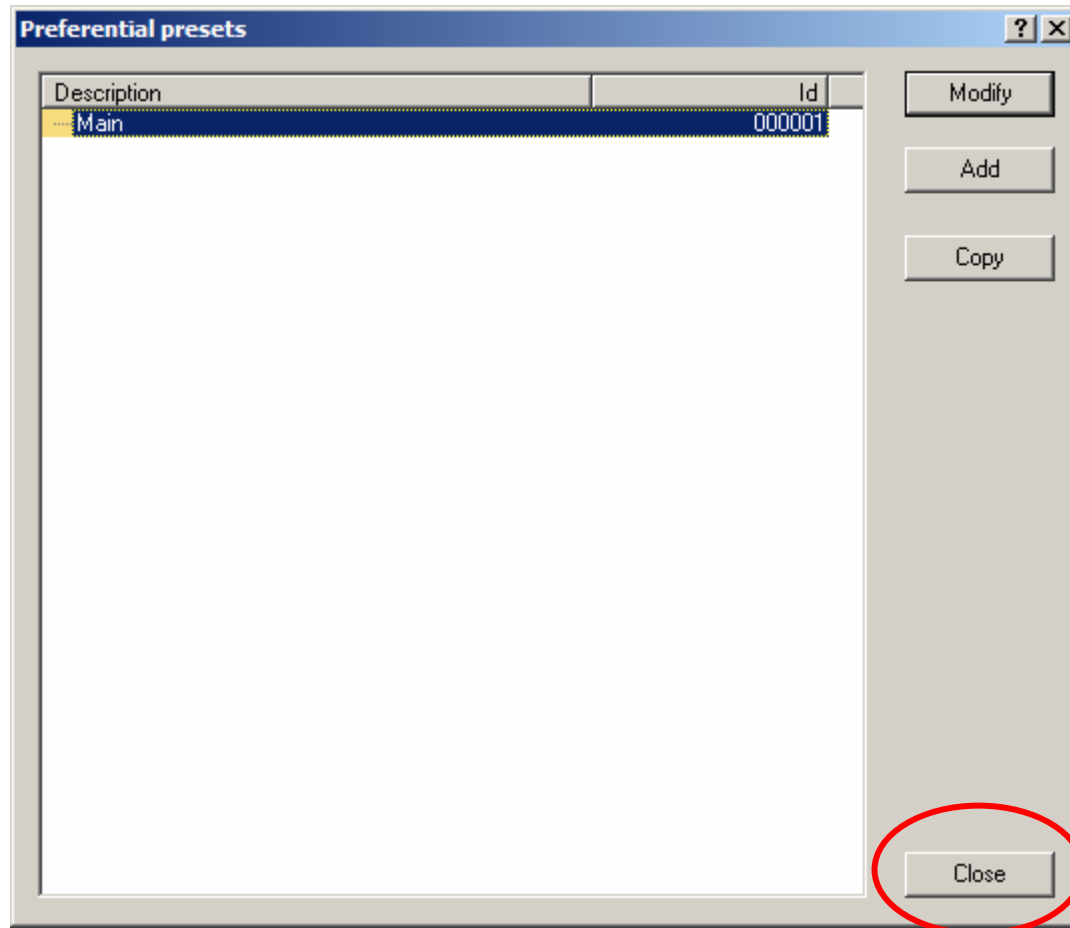 Preferential presets
Description Id
Main 000001
Modify
Add
Copy
Close